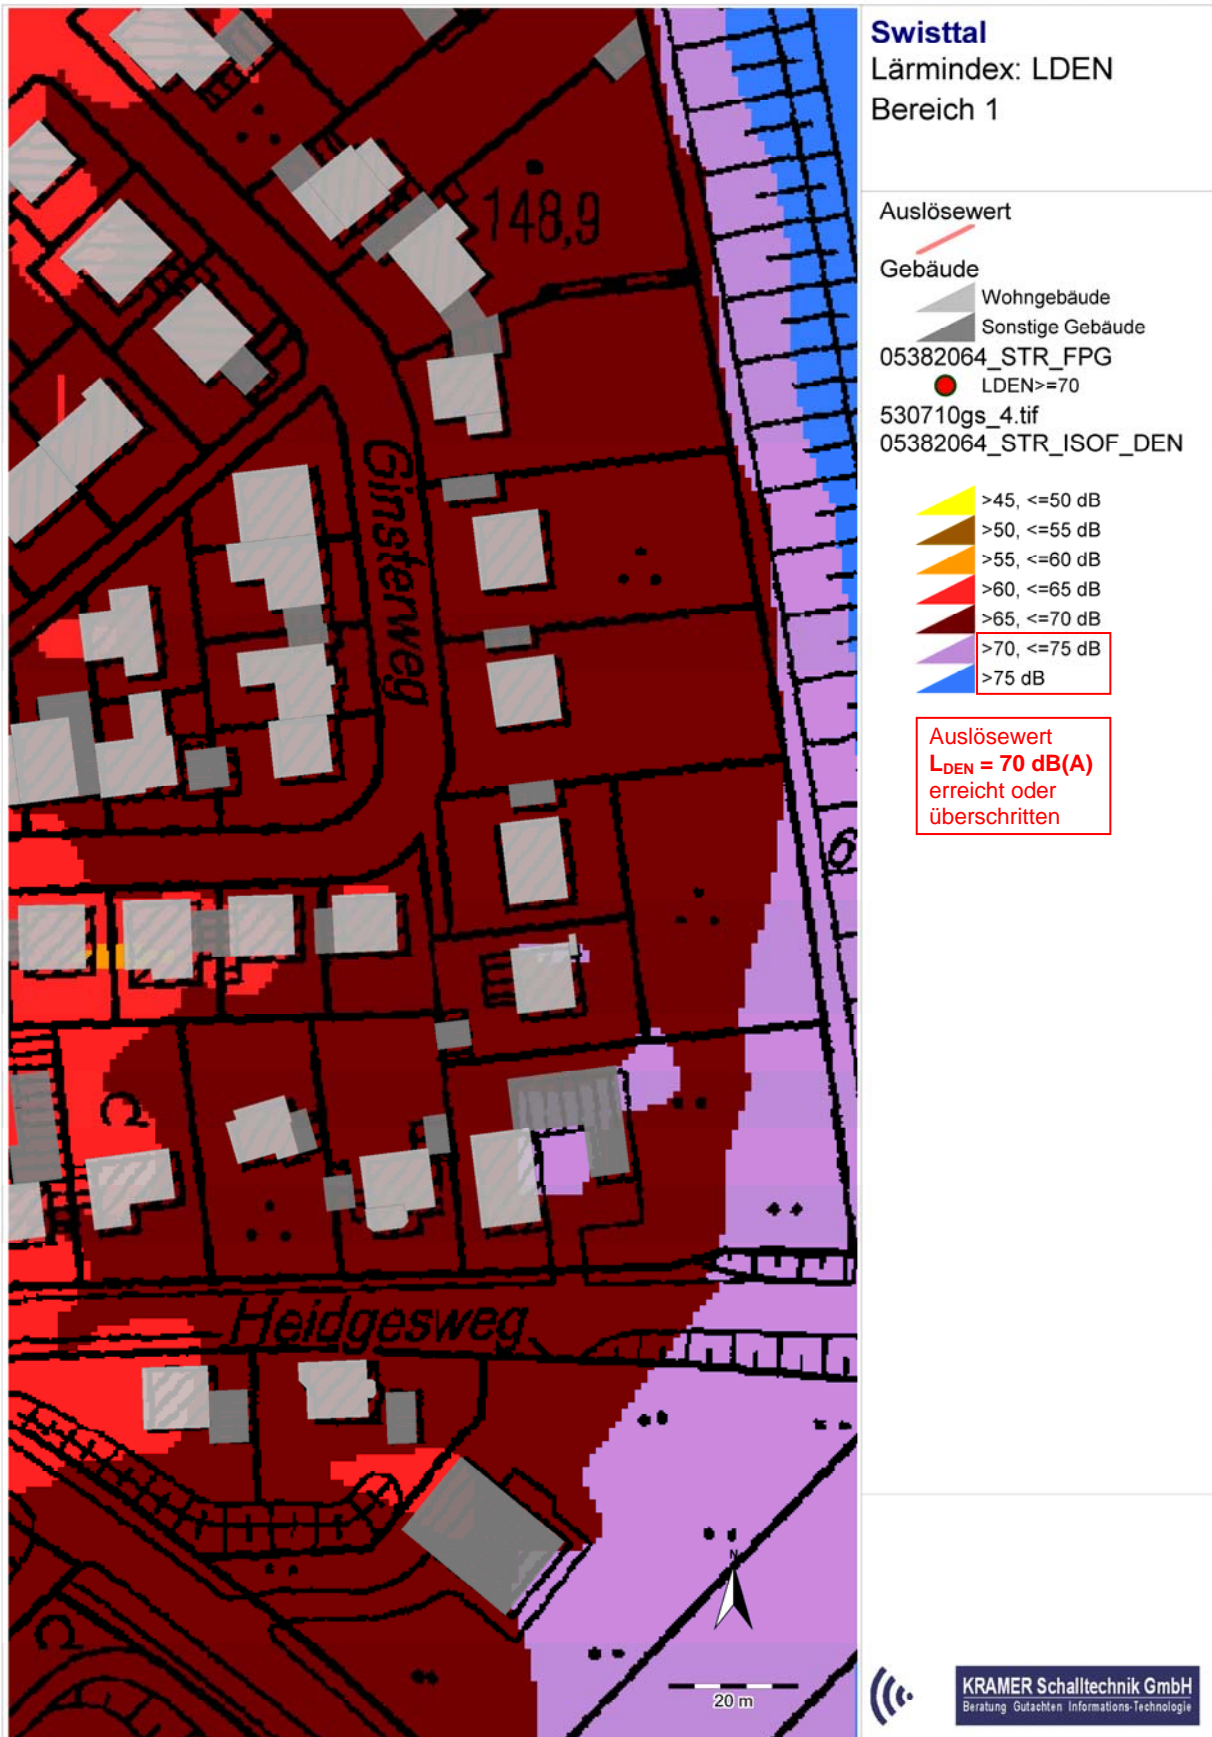 Swisttal
Lärmindex: LDEN
Bereich 1
Auslösewert
Gebäude
Wohngebäude
Sonstige Gebäude
05382064_STR_FPG
LDEN>=70
530710gs_4.tif
05382064_STR_ISOF_DEN
>45, <=50 dB
>50, <=55 dB
>55, <=60 dB
>60, <=65 dB
>65, <=70 dB
>70, <=75 dB
>75 dB
Auslösewert
LDEN = 70 dB(A)
erreicht oder
überschritten
148,9
Ginsterweg
6
Heidgesweg
N
20 m
KRAMER Schalltechnik GmbH
Beratung Gutachten Informations-Technologie